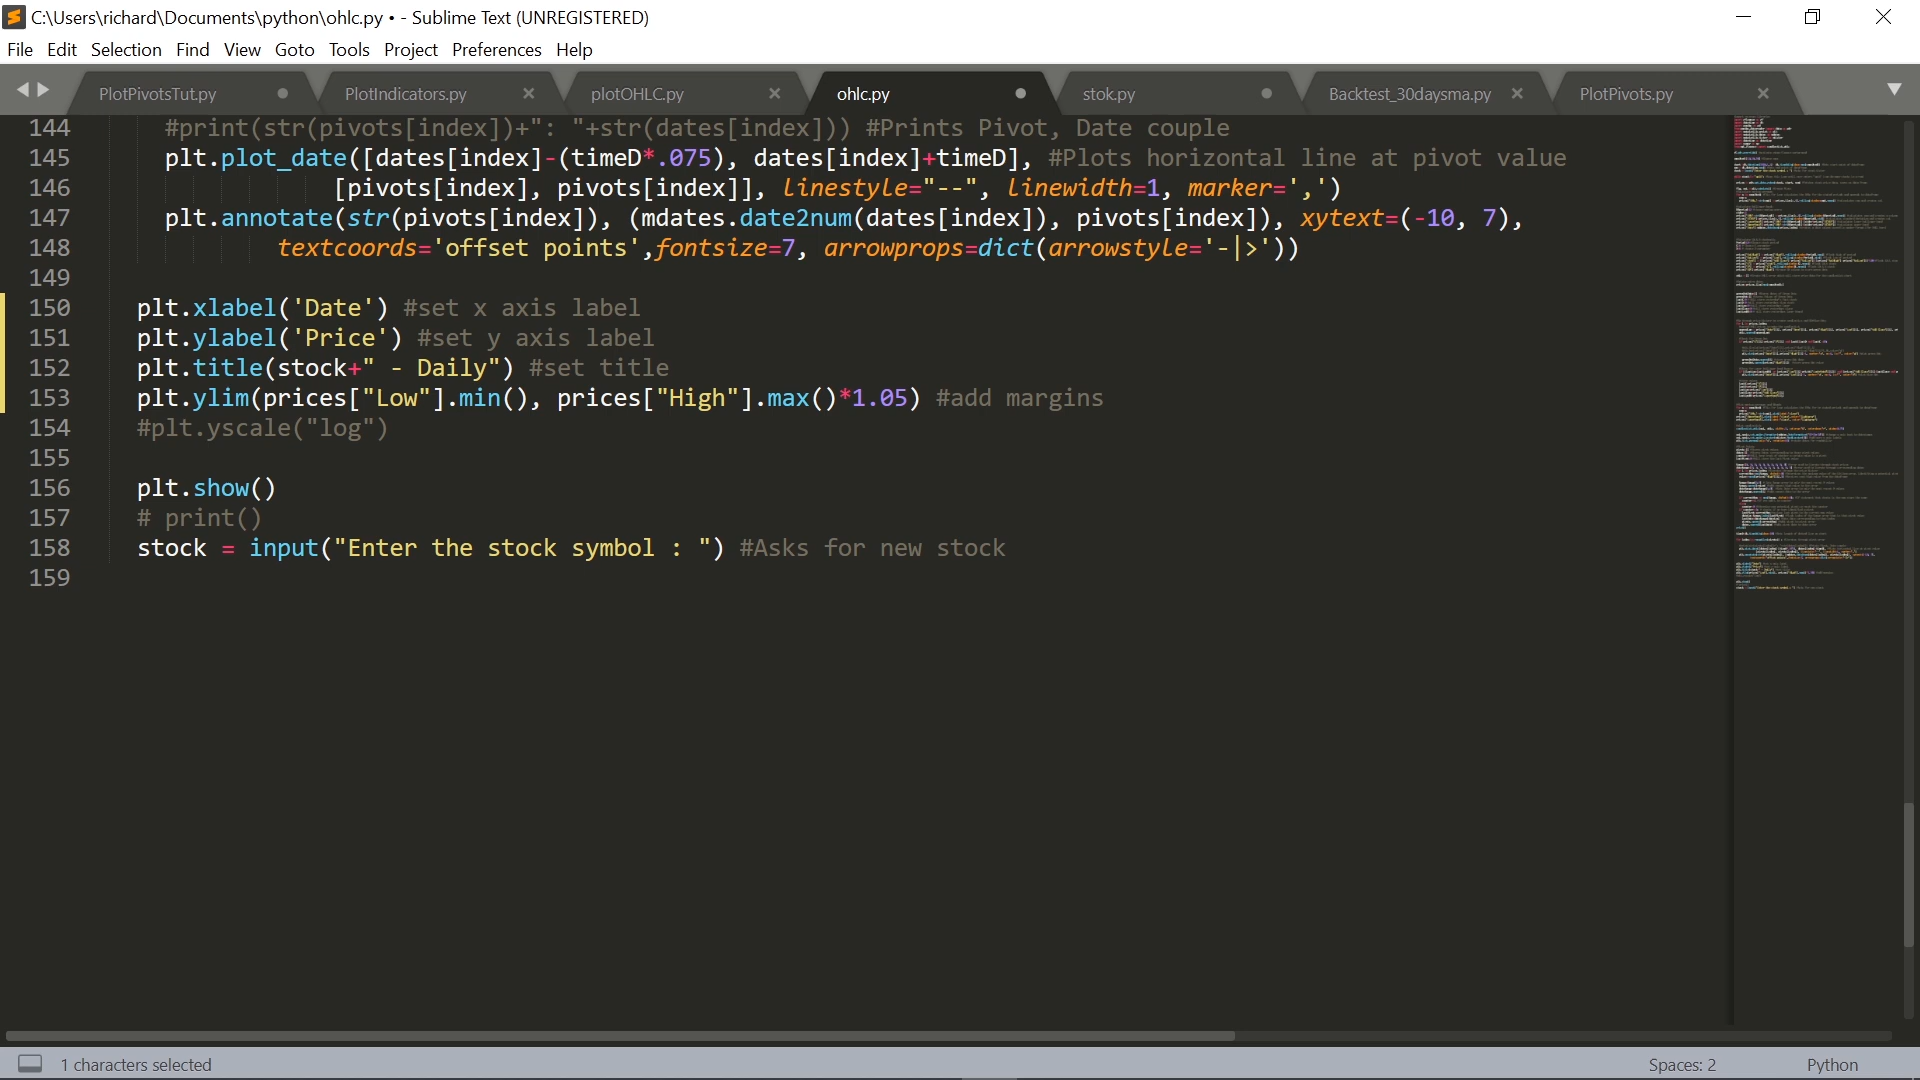 C:\Users\richard\Documents\python\ohlc.py • - Sublime Text (UNREGISTERED)
File Edit Selection Find View Goto Tools Project Preferences Help
PlotPivotsTut.py PlotIndicators.py plotOHLC.py ohlc.py stok.py Backtest_30daysma.py PlotPivots.py
144 #print(str(pivots[index])+": "+str(dates[index])) #Prints Pivot, Date couple
145 plt.plot_date([dates[index]-(timeD*.075), dates[index]+timeD], #Plots horizontal line at pivot value
146 [pivots[index], pivots[index]], linestyle="--", linewidth=1, marker=',')
147 plt.annotate(str(pivots[index]), (mdates.date2num(dates[index]), pivots[index]), xytext=(-10, 7),
148 textcoords='offset points',fontsize=7, arrowprops=dict(arrowstyle='-|>'))
149
150 plt.xlabel('Date') #set x axis label
151 plt.ylabel('Price') #set y axis label
152 plt.title(stock+" - Daily") #set title
153 plt.ylim(prices["Low"].min(), prices["High"].max()*1.05) #add margins
154 #plt.yscale("log")
155
156 plt.show()
157 # print()
158 stock = input("Enter the stock symbol : ") #Asks for new stock
159
1 characters selected Spaces: 2 Python